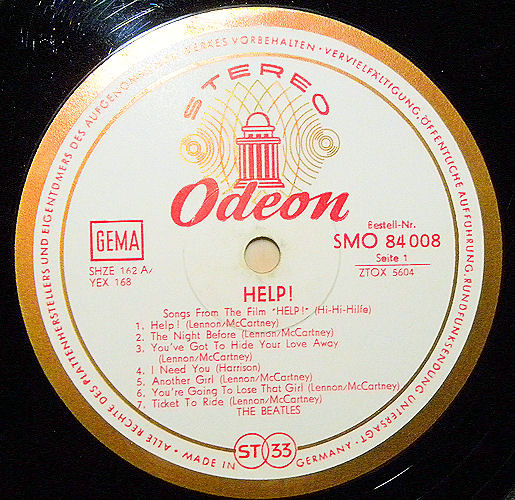 ALLE RECHTE DES PLATTENHERSTELLERS UND EIGENTÜMERS DES AUFGENOMMENEN WERKES VORBEHALTEN · VERVIELFÄLTIGUNG, ÖFFENTLICHE AUFFÜHRUNG, RUNDFUNKSENDUNG UNTERSAGT ·
STEREO
Odeon
GEMA
SHZE 162 A/
YEX 168
Bestell-Nr.
SMO 84 008
Seite 1
ZTOX 5604
HELP!
Songs From The Film "HELP!" (Hi-Hi-Hilfe)
1. Help! (Lennon/McCartney)
2. The Night Before (Lennon/McCartney)
3. You've Got To Hide Your Love Away
(Lennon/McCartney)
4. I Need You (Harrison)
5. Another Girl (Lennon/McCartney)
6. You're Going To Lose That Girl (Lennon/McCartney)
7. Ticket To Ride (Lennon/McCartney)
THE BEATLES
MADE IN ST 33 GERMANY